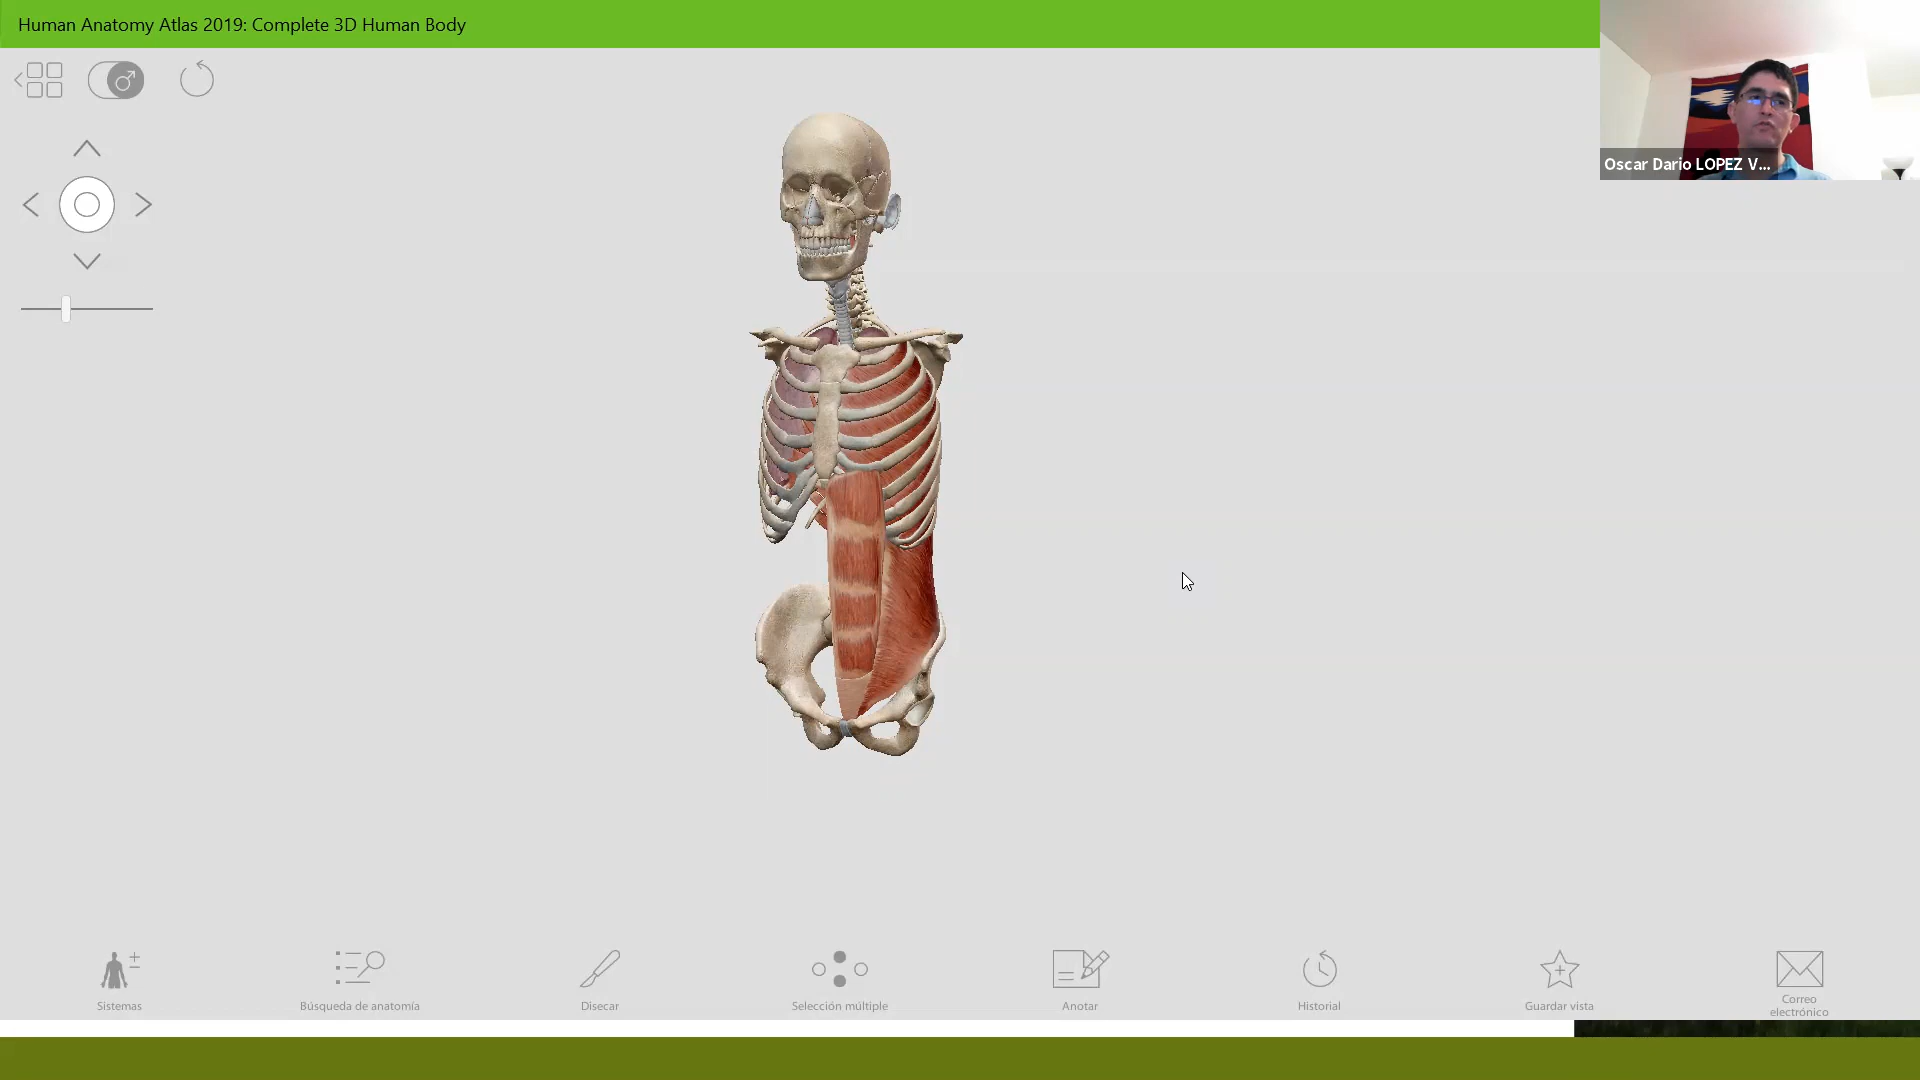 Human Anatomy Atlas 2019: Complete 3D Human Body
Oscar Dario LOPEZ V...
Sistemas
Búsqueda de anatomía
Disecar
Selección múltiple
Anotar
Historial
Guardar vista
Correo
electrónico